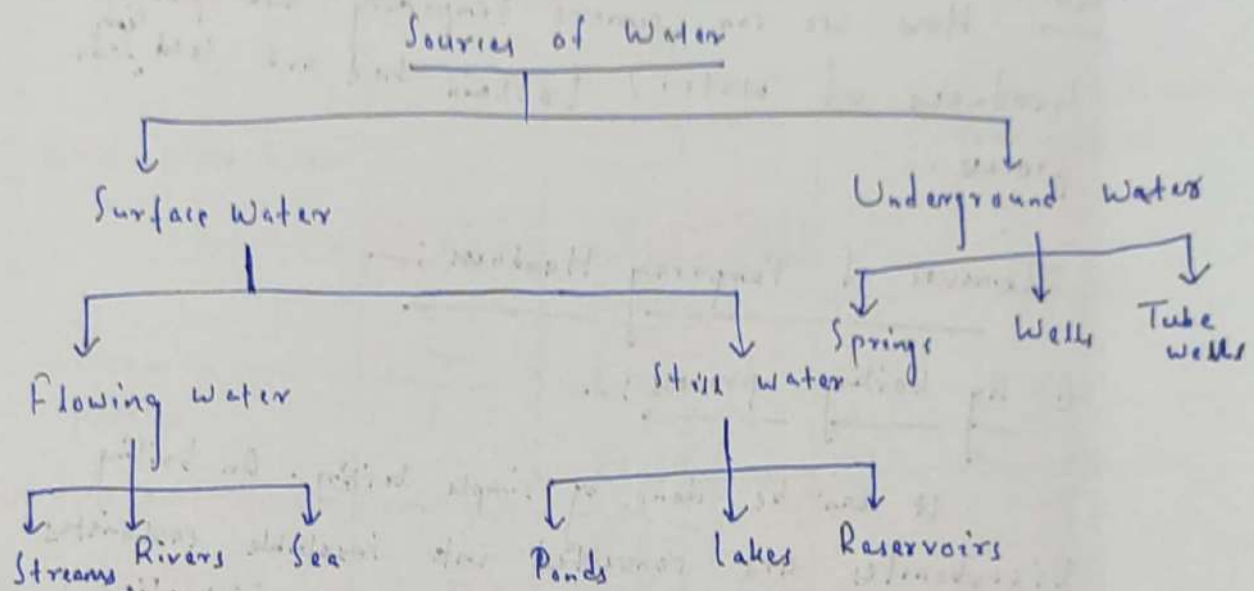 Sources of Water
Surface Water
Underground Water
Springs
Wells
Tube
wells
Flowing water
Still water
Streams
Rivers
Sea
Ponds
Lakes
Reservoirs